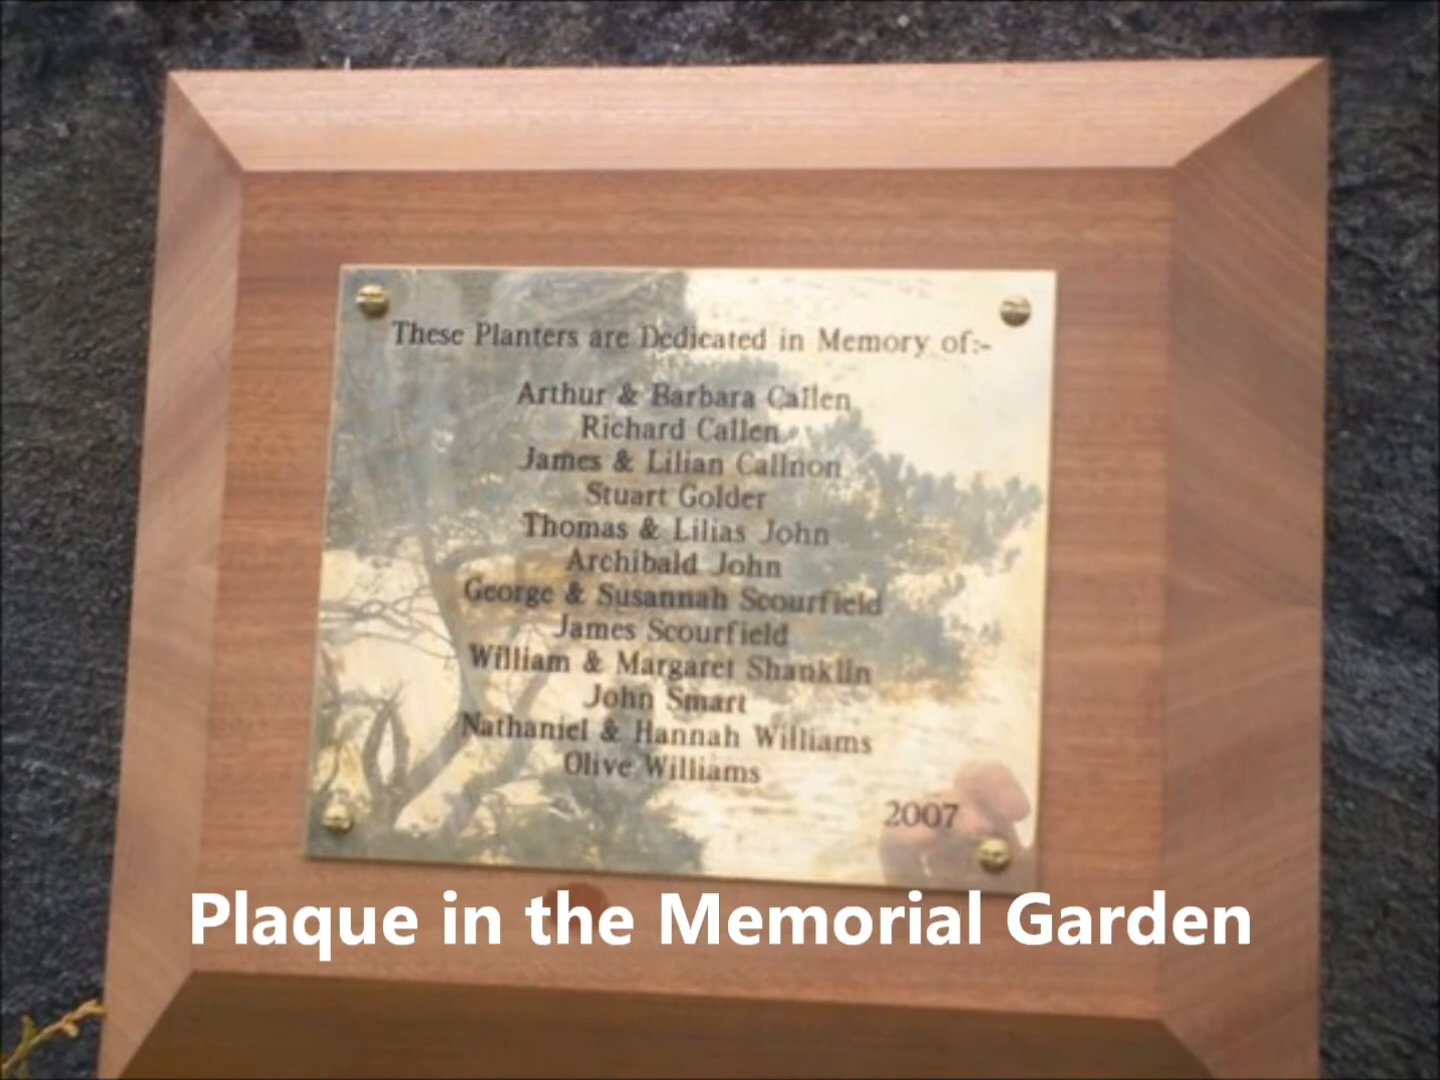 These Planters are Dedicated in Memory of:-
Arthur & Barbara Callen
Richard Callen
James & Lilian Callnon
Stuart Golder
Thomas & Lilias John
Archibald John
George & Susannah Scourfield
James Scourfield
William & Margaret Shanklin
John Smart
Nathaniel & Hannah Williams
Olive Williams
2007
Plaque in the Memorial Garden